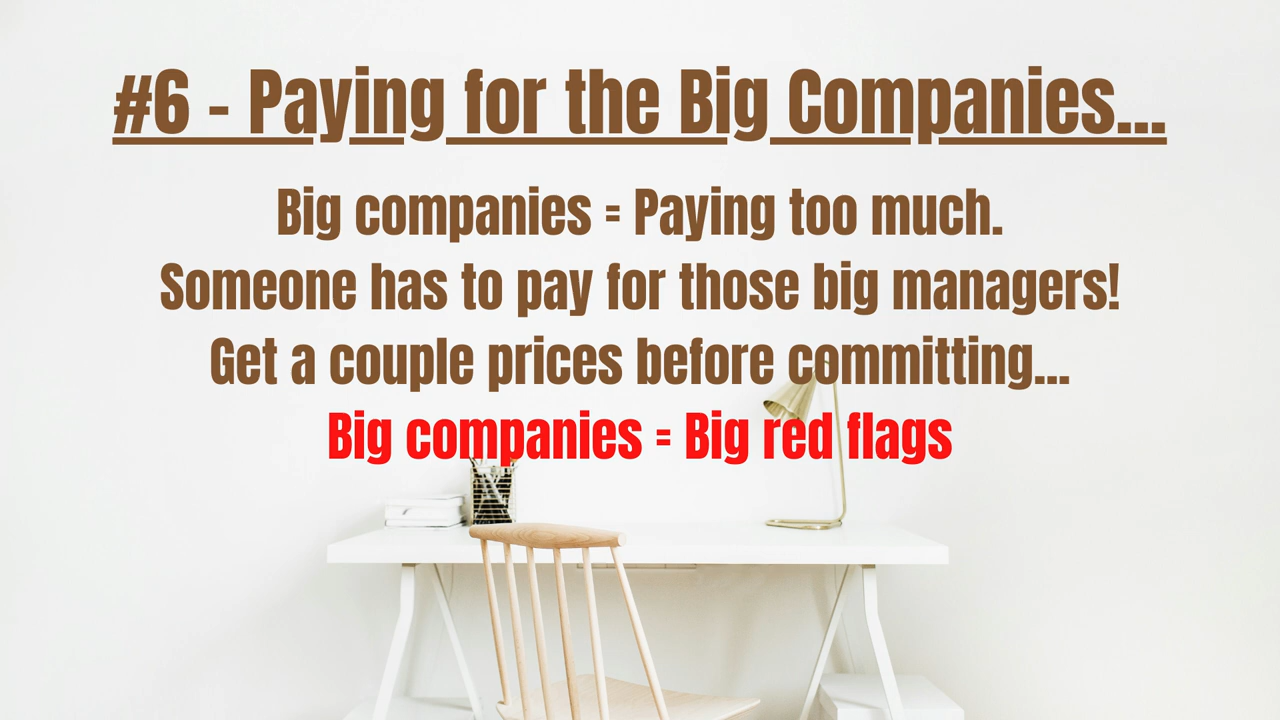 #6 - Paying for the Big Companies...
Big companies = Paying too much.
Someone has to pay for those big managers!
Get a couple prices before committing...
Big companies = Big red flags